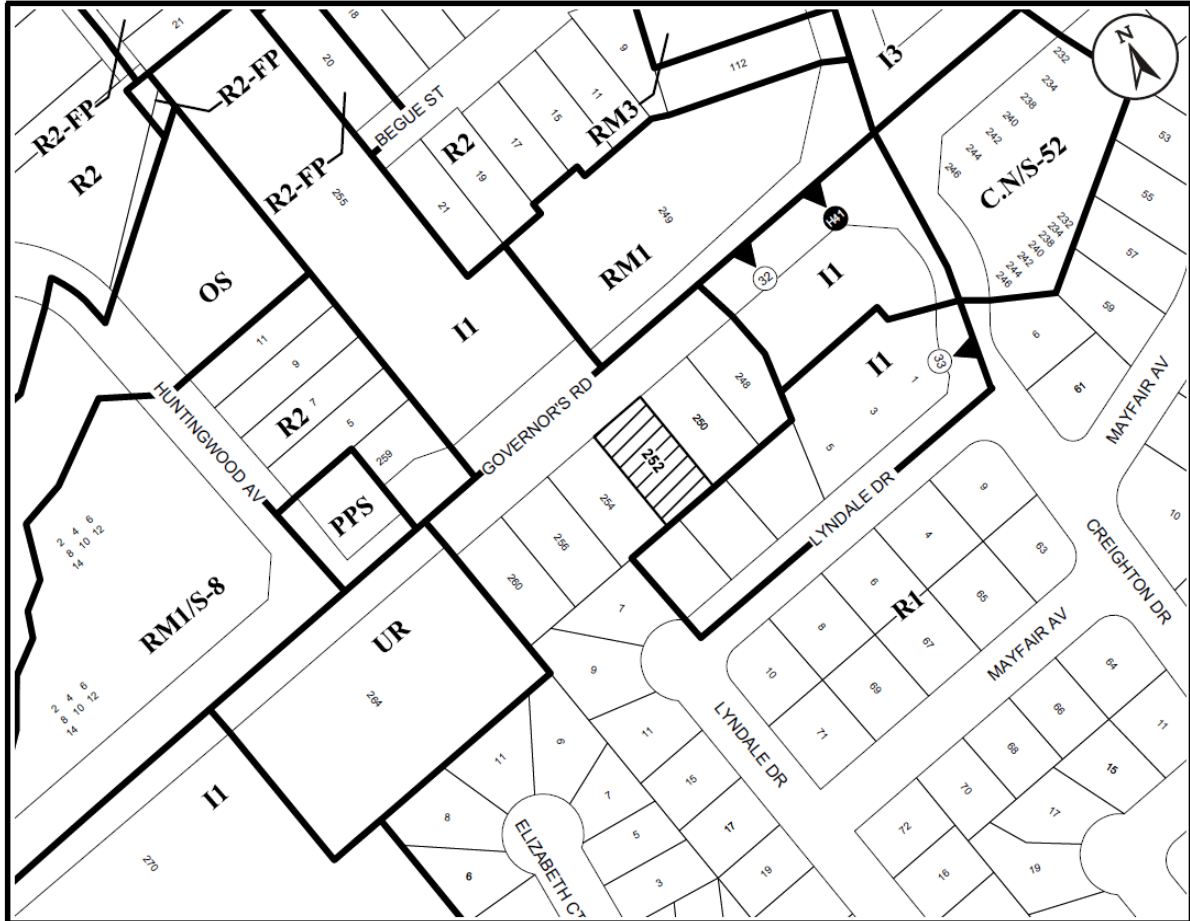 21
18
N
R2-FP
R2-FP
R2
20
BEGUE ST
9
11
15
17
R2
19
21
RM3
112
I3
232
234
238
240
242
244
246
C.N/S-52
232
234
238
240
242
244
246
53
55
57
59
6
61
MAYFAIR AV
R2-FP
255
249
RM1
H41
32
I1
OS
I1
11
9
7
R2
5
259
HUNTINGWOOD AV
PPS
GOVERNOR'S RD
248
250
252
254
256
260
I1
33
1
3
5
LYNDALE DR
9
4
63
6
65
R1
8
67
10
69
71
10
CREIGHTON DR
MAYFAIR AV
2 4 6
8 10 12
14
RM1/S-8
2 4 6
8 10 12
14
UR
264
7
9
11
15
17
19
LYNDALE DR
I1
270
11
6
8
6
7
5
3
ELIZABETH CT
64
66
68
70
72
11
15
17
19
16